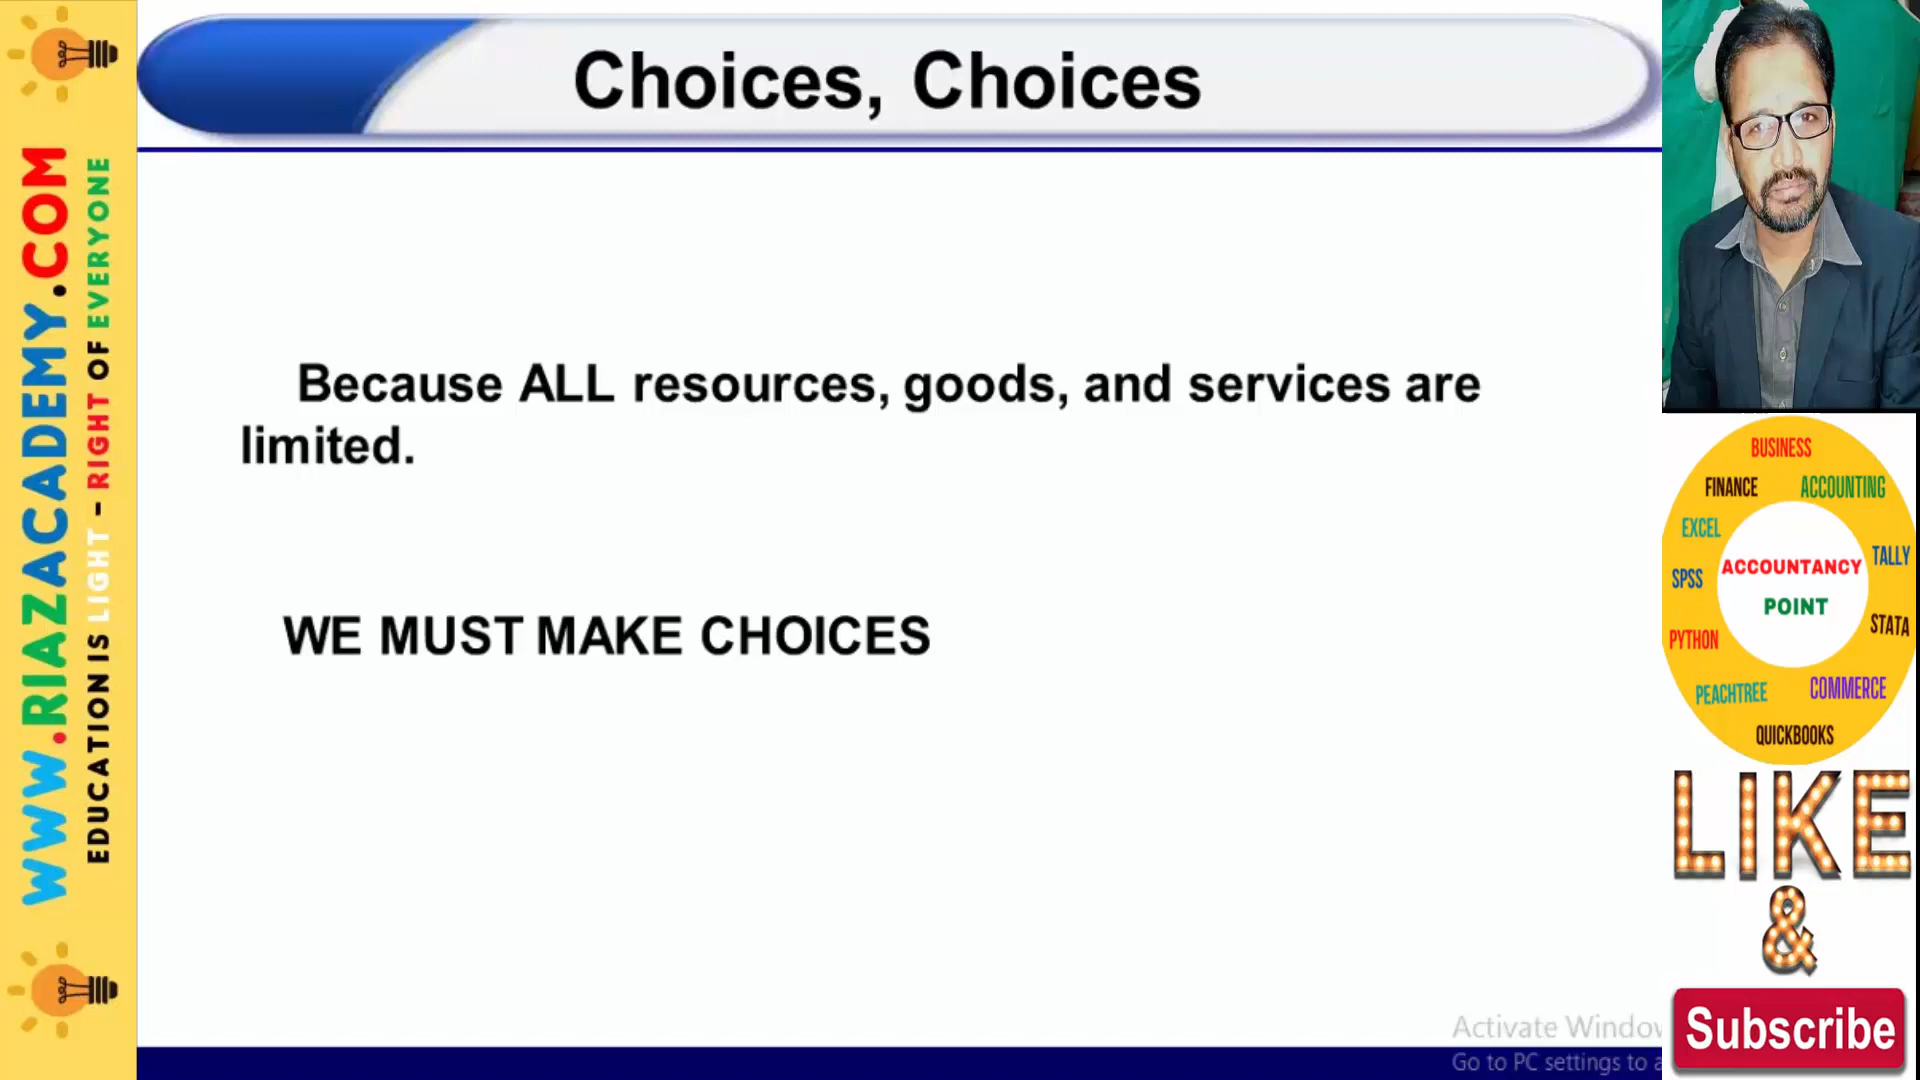 Choices, Choices
Because ALL resources, goods, and services are
limited.
WE MUST MAKE CHOICES
WWW.RIAZACADEMY.COM
EDUCATION IS LIGHT – RIGHT OF EVERYONE
BUSINESS
FINANCE
ACCOUNTING
EXCEL
TALLY
SPSS
ACCOUNTANCY
POINT
STATA
PYTHON
PEACHTREE
COMMERCE
QUICKBOOKS
LIKE
&
Subscribe
Activate Windo
Go to PC settings to a